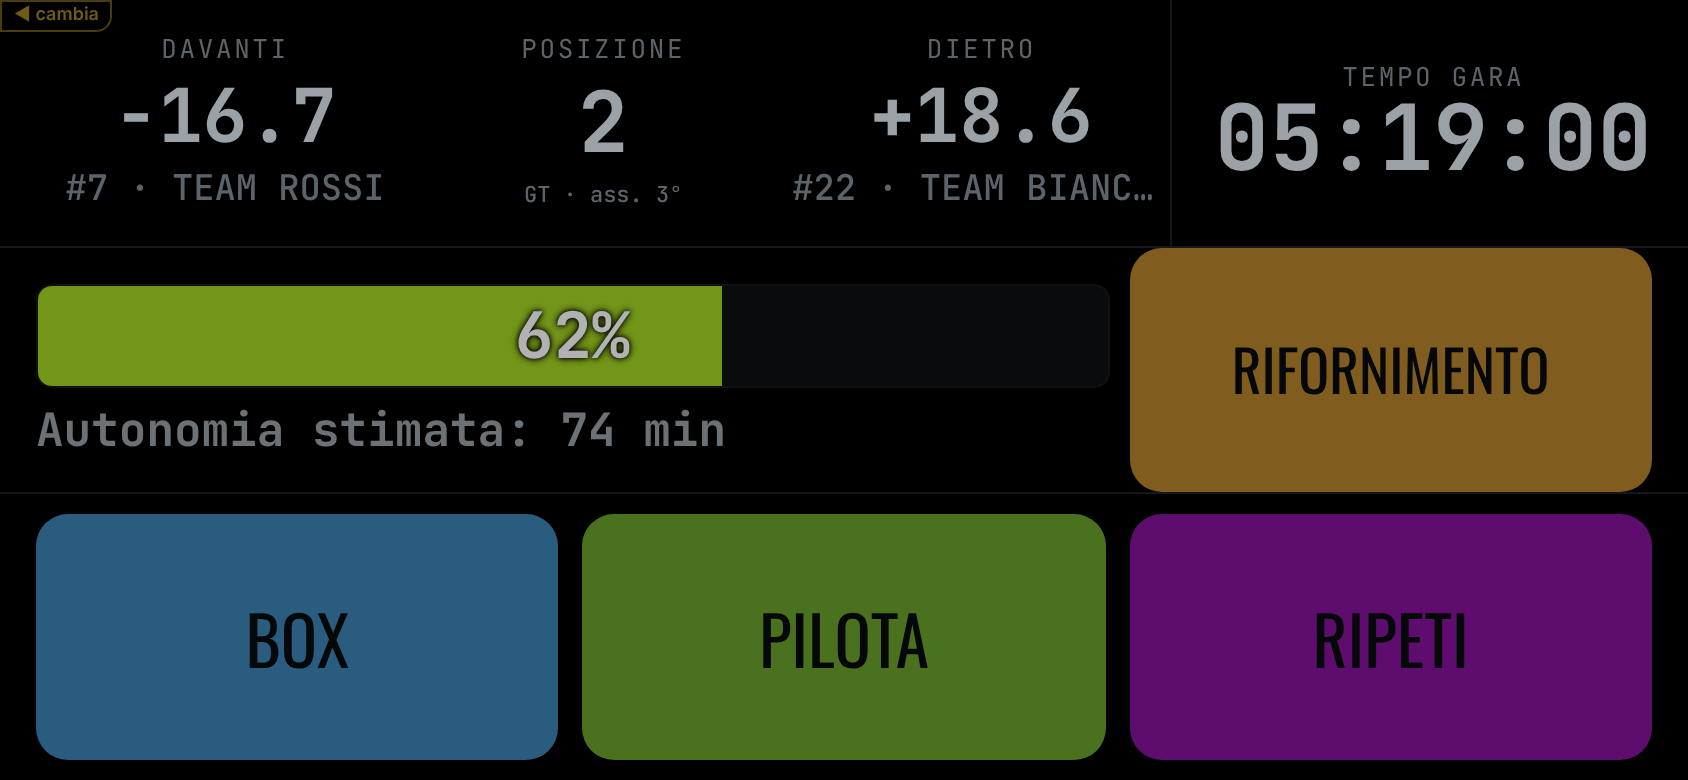 ◀ cambia
DAVANTI
-16.7
#7 · TEAM ROSSI
POSIZIONE
2
GT · ass. 3°
DIETRO
+18.6
#22 · TEAM BIANC…
TEMPO GARA
05:19:00
62%
Autonomia stimata: 74 min
RIFORNIMENTO
BOX
PILOTA
RIPETI